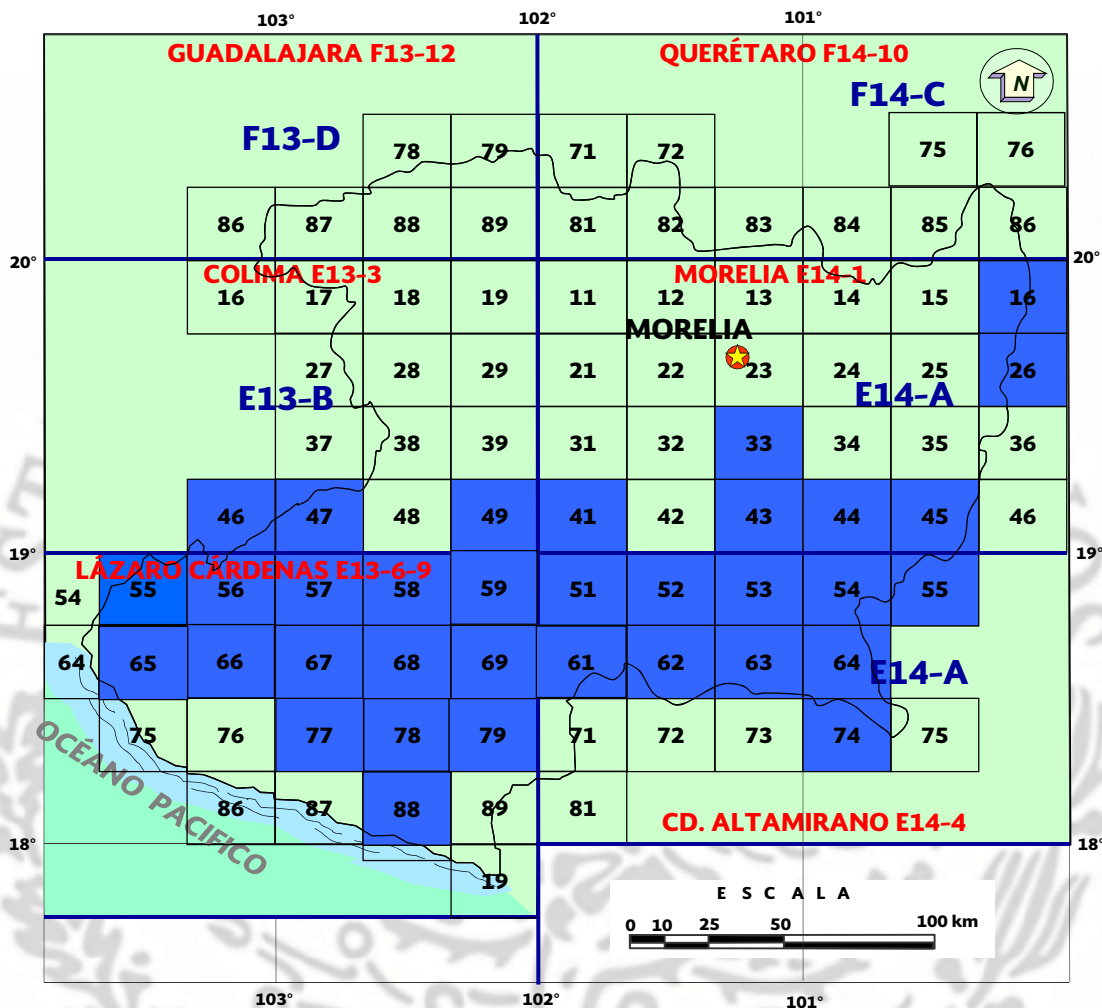 103° 102° 101°
GUADALAJARA F13-12 QUERÉTARO F14-10
N
F14-C
F13-D
78 79 71 72 75 76
86 87 88 89 81 82 83 84 85 86
20° 20°
COLIMA E13-3 MORELIA E14-1
16 17 18 19 11 12 13 14 15 16
MORELIA
27 28 29 21 22 23 24 25 26
E13-B E14-A
37 38 39 31 32 33 34 35 36
46 47 48 49 41 42 43 44 45 46
19° 19°
LÁZARO CÁRDENAS E13-6-9
54 55 56 57 58 59 51 52 53 54 55
64 65 66 67 68 69 61 62 63 64
E14-A
75 76 77 78 79 71 72 73 74 75
OCÉANO PACIFICO
86 87 88 89 81
CD. ALTAMIRANO E14-4
18° 18°
19
E S C A L A
0 10 25 50 100 km
103° 102° 101°